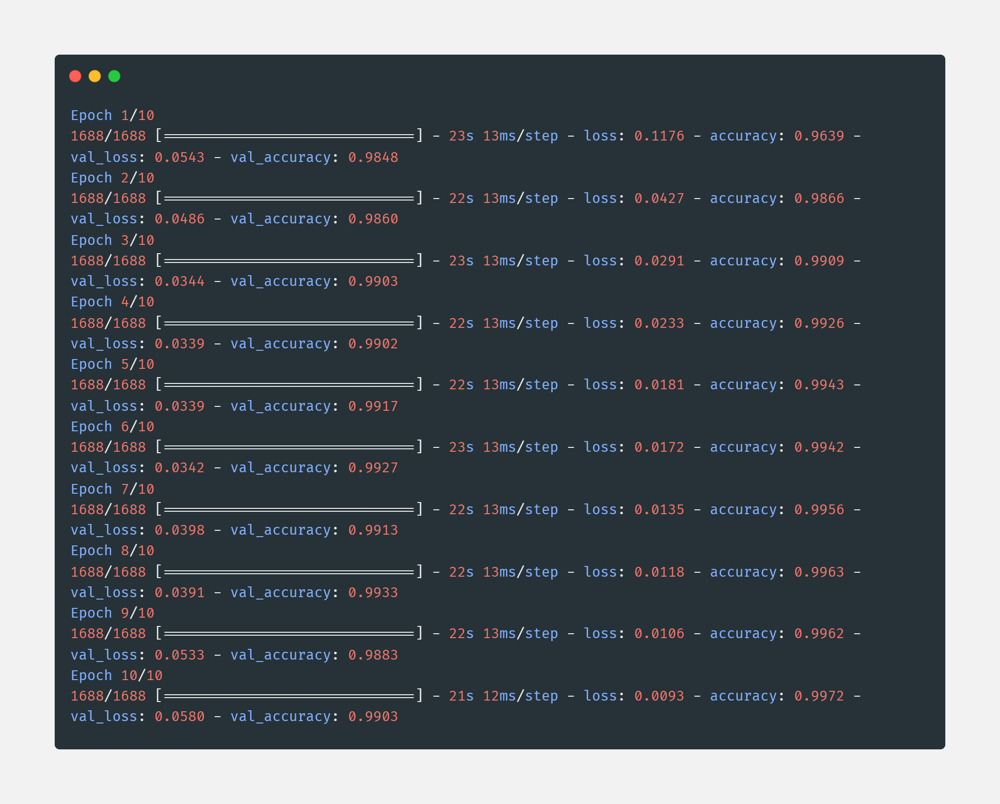 Epoch 1/10
1688/1688 [==============================] - 23s 13ms/step - loss: 0.1176 - accuracy: 0.9639 -
val_loss: 0.0543 - val_accuracy: 0.9848
Epoch 2/10
1688/1688 [==============================] - 22s 13ms/step - loss: 0.0427 - accuracy: 0.9866 -
val_loss: 0.0486 - val_accuracy: 0.9860
Epoch 3/10
1688/1688 [==============================] - 23s 13ms/step - loss: 0.0291 - accuracy: 0.9909 -
val_loss: 0.0344 - val_accuracy: 0.9903
Epoch 4/10
1688/1688 [==============================] - 22s 13ms/step - loss: 0.0233 - accuracy: 0.9926 -
val_loss: 0.0339 - val_accuracy: 0.9902
Epoch 5/10
1688/1688 [==============================] - 22s 13ms/step - loss: 0.0181 - accuracy: 0.9943 -
val_loss: 0.0339 - val_accuracy: 0.9917
Epoch 6/10
1688/1688 [==============================] - 23s 13ms/step - loss: 0.0172 - accuracy: 0.9942 -
val_loss: 0.0342 - val_accuracy: 0.9927
Epoch 7/10
1688/1688 [==============================] - 22s 13ms/step - loss: 0.0135 - accuracy: 0.9956 -
val_loss: 0.0398 - val_accuracy: 0.9913
Epoch 8/10
1688/1688 [==============================] - 22s 13ms/step - loss: 0.0118 - accuracy: 0.9963 -
val_loss: 0.0391 - val_accuracy: 0.9933
Epoch 9/10
1688/1688 [==============================] - 22s 13ms/step - loss: 0.0106 - accuracy: 0.9962 -
val_loss: 0.0533 - val_accuracy: 0.9883
Epoch 10/10
1688/1688 [==============================] - 21s 12ms/step - loss: 0.0093 - accuracy: 0.9972 -
val_loss: 0.0580 - val_accuracy: 0.9903